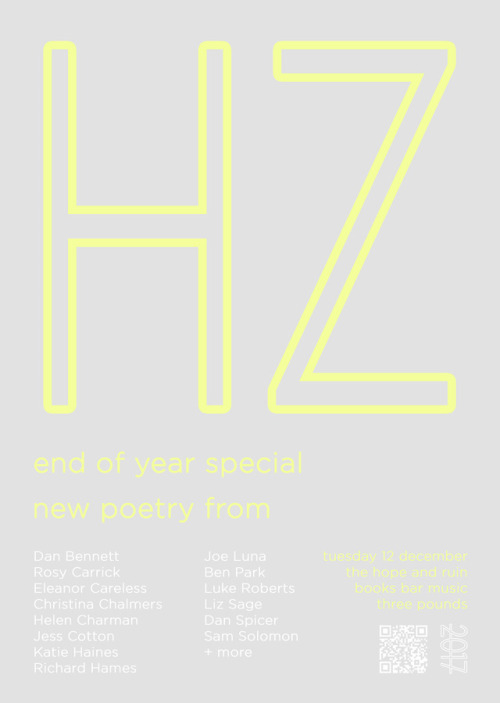 HZ
end of year special
new poetry from
Dan Bennett
Rosy Carrick
Eleanor Careless
Christina Chalmers
Helen Charman
Jess Cotton
Katie Haines
Richard Hames
Joe Luna
Ben Park
Luke Roberts
Liz Sage
Dan Spicer
Sam Solomon
+ more
tuesday 12 december
the hope and ruin
books bar music
three pounds
2017